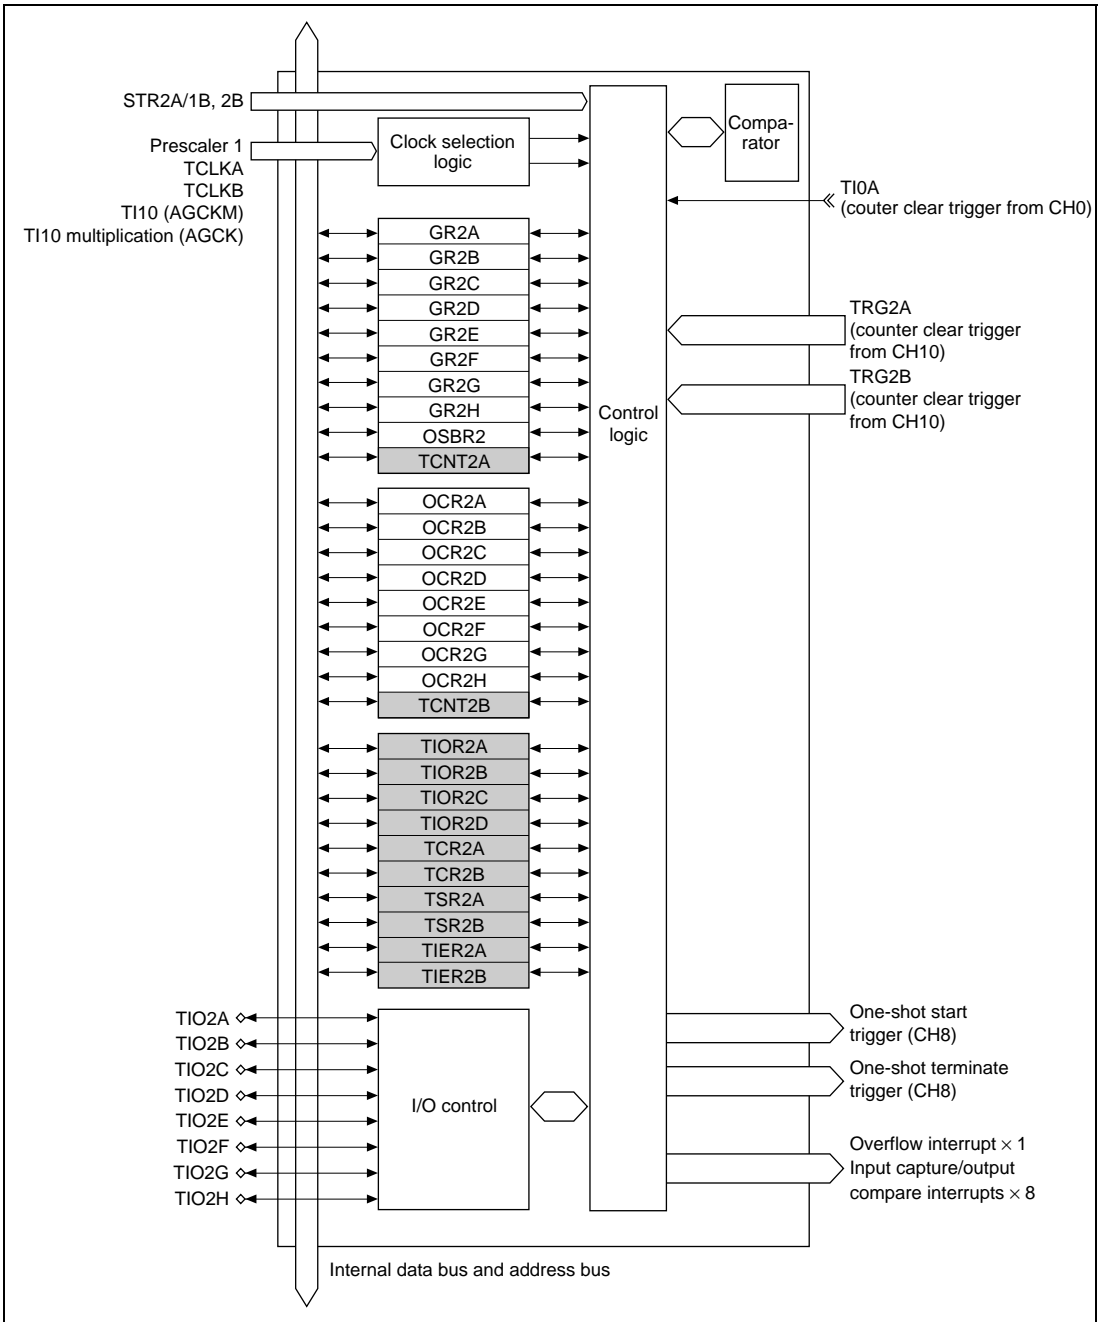 STR2A/1B, 2B
Prescaler 1
TCLKA
TCLKB
TI10 (AGCKM)
TI10 multiplication (AGCK)
Clock selection
logic
Compa-
rator
TI0A
(couter clear trigger from CH0)
GR2A
GR2B
GR2C
GR2D
GR2E
GR2F
GR2G
GR2H
OSBR2
TCNT2A
TRG2A
(counter clear trigger
from CH10)
TRG2B
(counter clear trigger
from CH10)
Control
logic
OCR2A
OCR2B
OCR2C
OCR2D
OCR2E
OCR2F
OCR2G
OCR2H
TCNT2B
TIOR2A
TIOR2B
TIOR2C
TIOR2D
TCR2A
TCR2B
TSR2A
TSR2B
TIER2A
TIER2B
TIO2A
TIO2B
TIO2C
TIO2D
TIO2E
TIO2F
TIO2G
TIO2H
I/O control
One-shot start
trigger (CH8)
One-shot terminate
trigger (CH8)
Overflow interrupt × 1
Input capture/output
compare interrupts × 8
Internal data bus and address bus